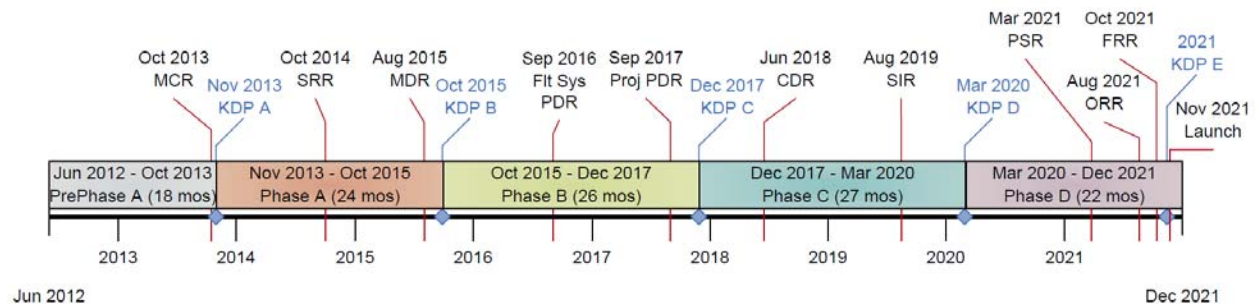 Oct 2013
MCR
Nov 2013
KDP A
Oct 2014
SRR
Aug 2015
MDR
Oct 2015
KDP B
Sep 2016
Flt Sys
PDR
Sep 2017
Proj PDR
Dec 2017
KDP C
Jun 2018
CDR
Aug 2019
SIR
Mar 2020
KDP D
Mar 2021
PSR
Aug 2021
ORR
Oct 2021
FRR
2021
KDP E
Nov 2021
Launch
Jun 2012 - Oct 2013
PrePhase A (18 mos)
Nov 2013 - Oct 2015
Phase A (24 mos)
Oct 2015 - Dec 2017
Phase B (26 mos)
Dec 2017 - Mar 2020
Phase C (27 mos)
Mar 2020 - Dec 2021
Phase D (22 mos)
2013
2014
2015
2016
2017
2018
2019
2020
2021
Jun 2012
Dec 2021